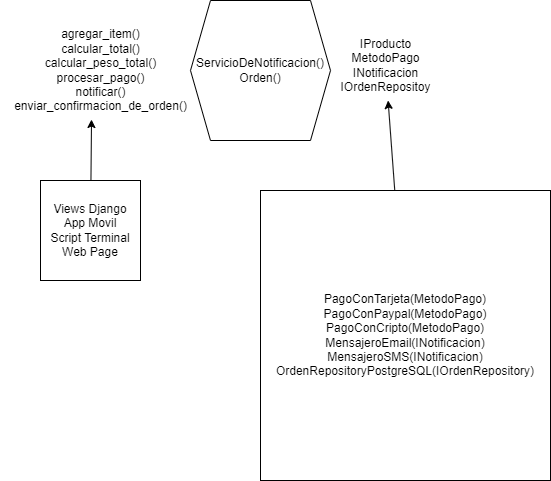 agregar_item()
calcular_total()
calcular_peso_total()
procesar_pago()
notificar()
enviar_confirmacion_de_orden()
ServicioDeNotificacion()
Orden()
IProducto
MetodoPago
INotificacion
IOrdenRepositoy
Views Django
App Movil
Script Terminal
Web Page
PagoConTarjeta(MetodoPago)
PagoConPaypal(MetodoPago)
PagoConCripto(MetodoPago)
MensajeroEmail(INotificacion)
MensajeroSMS(INotificacion)
OrdenRepositoryPostgreSQL(IOrdenRepository)